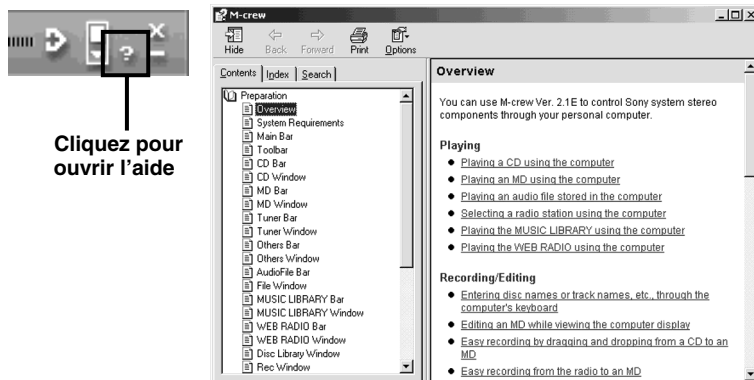 ?
Cliquez pour
ouvrir l’aide
M-crew
Hide Back Forward Print Options
Contents Index Search
Preparation
Overview
System Requirements
Main Bar
Toolbar
CD Bar
CD Window
MD Bar
MD Window
Tuner Bar
Tuner Window
Others Bar
Others Window
AudioFile Bar
File Window
MUSIC LIBRARY Bar
MUSIC LIBRARY Window
WEB RADIO Bar
WEB RADIO Window
Disc Library Window
Rec Window
Overview
You can use M-crew Ver. 2.1E to control Sony system stereo
components through your personal computer.
Playing
● Playing a CD using the computer
● Playing an MD using the computer
● Playing an audio file stored in the computer
● Selecting a radio station using the computer
● Playing the MUSIC LIBRARY using the computer
● Playing the WEB RADIO using the computer
Recording/Editing
● Entering disc names or track names, etc., through the
computer's keyboard
● Editing an MD while viewing the computer display
● Easy recording by dragging and dropping from a CD to an
MD
● Easy recording from the radio to an MD